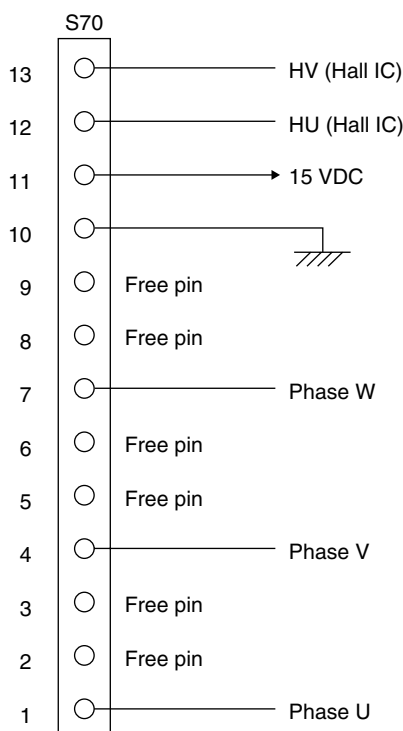 S70
13 HV (Hall IC)
12 HU (Hall IC)
11 15 VDC
10
9 Free pin
8 Free pin
7 Phase W
6 Free pin
5 Free pin
4 Phase V
3 Free pin
2 Free pin
1 Phase U